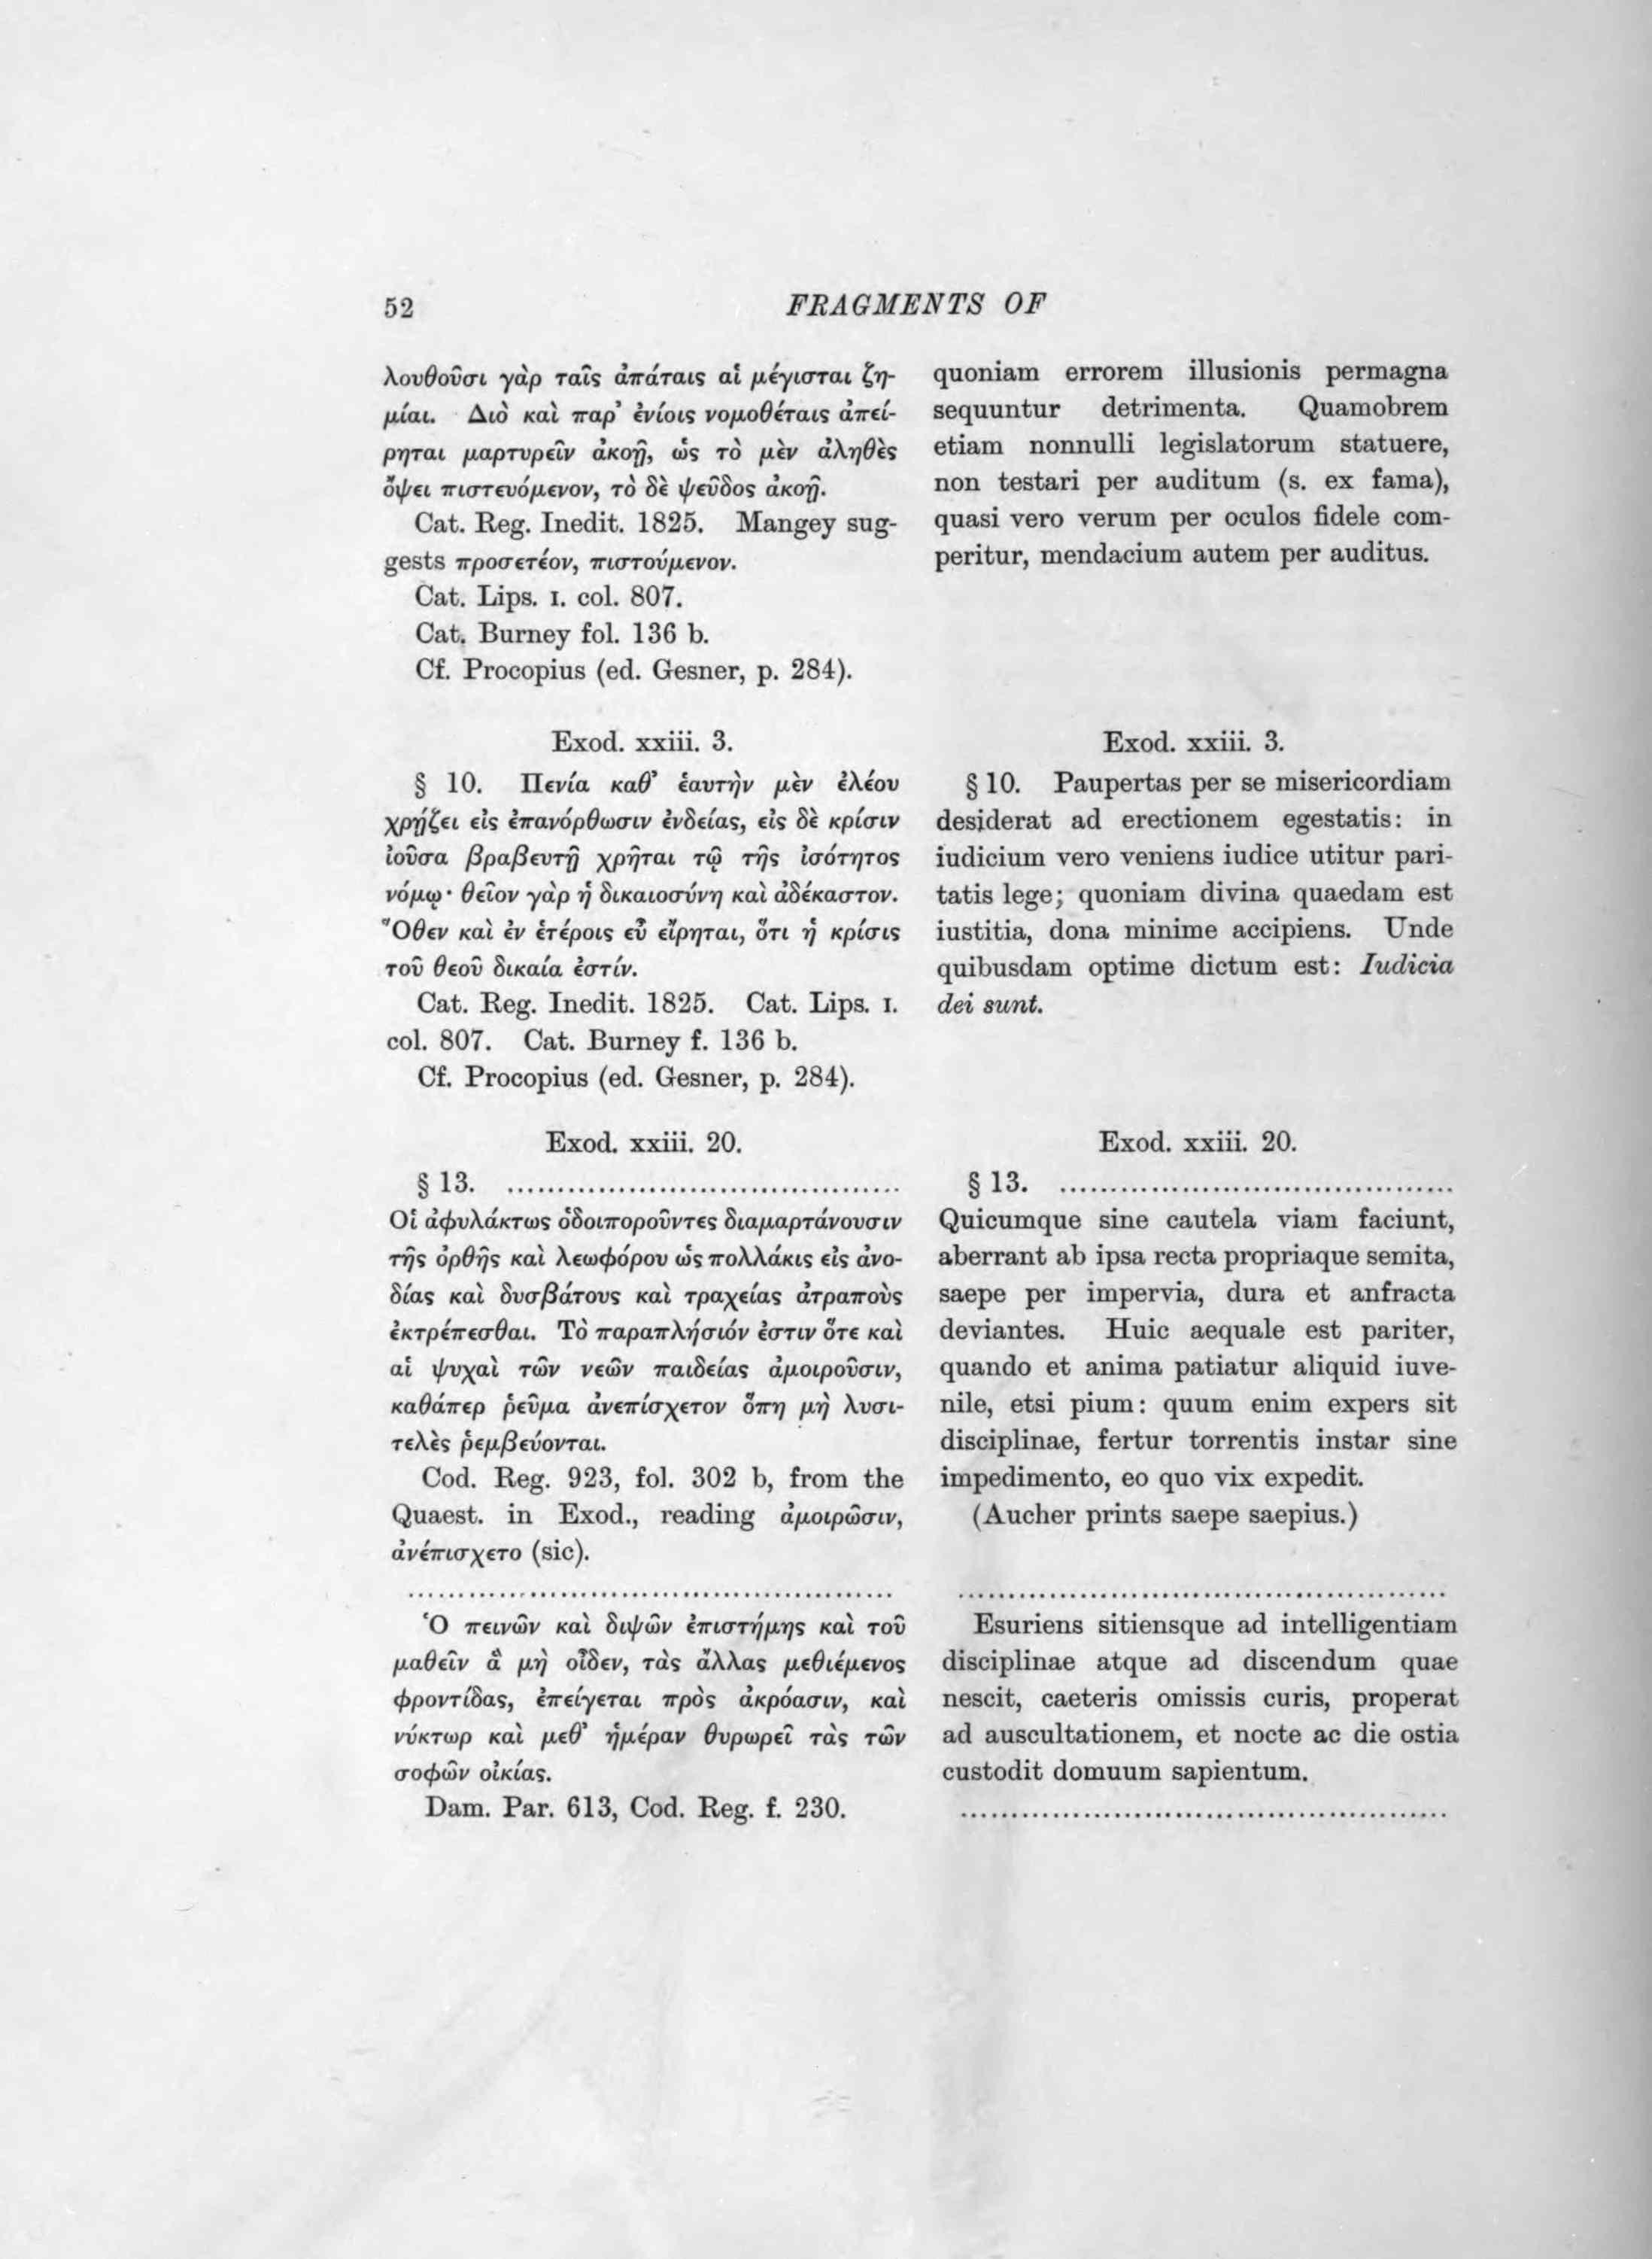 52
FRAGMENTS OF
λουθοῦσι γὰρ ταῖς ἀπάταις αἱ μέγισται ζη-
μίαι. Διὸ καὶ παρ’ ἐνίοις νομοθέταις ἀπεί-
ρηται μαρτυρεῖν ἀκοῇ, ὡς τὸ μὲν ἀληθὲς
ὄψει πιστευόμενον, τὸ δὲ ψεῦδος ἀκοῇ.
Cat. Reg. Inedit. 1825. Mangey sug-
gests προσετέον, πιστούμενον.
Cat. Lips. I. col. 807.
Cat. Burney fol. 136 b.
Cf. Procopius (ed. Gesner, p. 284).
Exod. xxiii. 3.
§ 10. Πενία καθ’ ἑαυτὴν μὲν ἐλέου
χρῄζει εἰς ἐπανόρθωσιν ἐνδείας, εἰς δὲ κρίσιν
ἰοῦσα βραβευτῇ χρῆται τῷ τῆς ἰσότητος
νόμῳ· θεῖον γὰρ ἡ δικαιοσύνη καὶ ἀδέκαστον.
Ὅθεν καὶ ἐν ἑτέροις εὖ εἴρηται, ὅτι ἡ κρίσις
τοῦ θεοῦ δικαία ἐστίν.
Cat. Reg. Inedit. 1825. Cat. Lips. I.
col. 807. Cat. Burney f. 136 b.
Cf. Procopius (ed. Gesner, p. 284).
Exod. xxiii. 20.
§ 13. .......................................
Οἱ ἀφυλάκτως ὁδοιποροῦντες διαμαρτάνουσιν
τῆς ὀρθῆς καὶ λεωφόρου ὡς πολλάκις εἰς ἀνο-
δίας καὶ δυσβάτους καὶ τραχείας ἀτραποὺς
ἐκτρέπεσθαι. Τὸ παραπλήσιόν ἐστιν ὅτε καὶ
αἱ ψυχαὶ τῶν νεῶν παιδείας ἀμοιροῦσιν,
καθάπερ ῥεῦμα ἀνεπίσχετον ὅπη μὴ λυσι-
τελὲς ῥεμβεύονται.
Cod. Reg. 923, fol. 302 b, from the
Quaest. in Exod., reading ἀμοιρῶσιν,
ἀνέπισχετο (sic).
................................................
Ὁ πεινῶν καὶ διψῶν ἐπιστήμης καὶ τοῦ
μαθεῖν ἃ μὴ οἶδεν, τὰς ἄλλας μεθιέμενος
φροντίδας, ἐπείγεται πρὸς ἀκρόασιν, καὶ
νύκτωρ καὶ μεθ’ ἡμέραν θυρωρεῖ τὰς τῶν
σοφῶν οἰκίας.
Dam. Par. 613, Cod. Reg. f. 230.
quoniam errorem illusionis permagna
sequuntur detrimenta. Quamobrem
etiam nonnulli legislatorum statuere,
non testari per auditum (s. ex fama),
quasi vero verum per oculos fidele com-
peritur, mendacium autem per auditus.
Exod. xxiii. 3.
§ 10. Paupertas per se misericordiam
desiderat ad erectionem egestatis: in
iudicium vero veniens iudice utitur pari-
tatis lege; quoniam divina quaedam est
iustitia, dona minime accipiens. Unde
quibusdam optime dictum est: Iudicia
dei sunt.
Exod. xxiii. 20.
§ 13. .......................................
Quicumque sine cautela viam faciunt,
aberrant ab ipsa recta propriaque semita,
saepe per impervia, dura et anfracta
deviantes. Huic aequale est pariter,
quando et anima patiatur aliquid iuve-
nile, etsi pium: quum enim expers sit
disciplinae, fertur torrentis instar sine
impedimento, eo quo vix expedit.
(Aucher prints saepe saepius.)
................................................
Esuriens sitiensque ad intelligentiam
disciplinae atque ad discendum quae
nescit, caeteris omissis curis, properat
ad auscultationem, et nocte ac die ostia
custodit domuum sapientum.
................................................